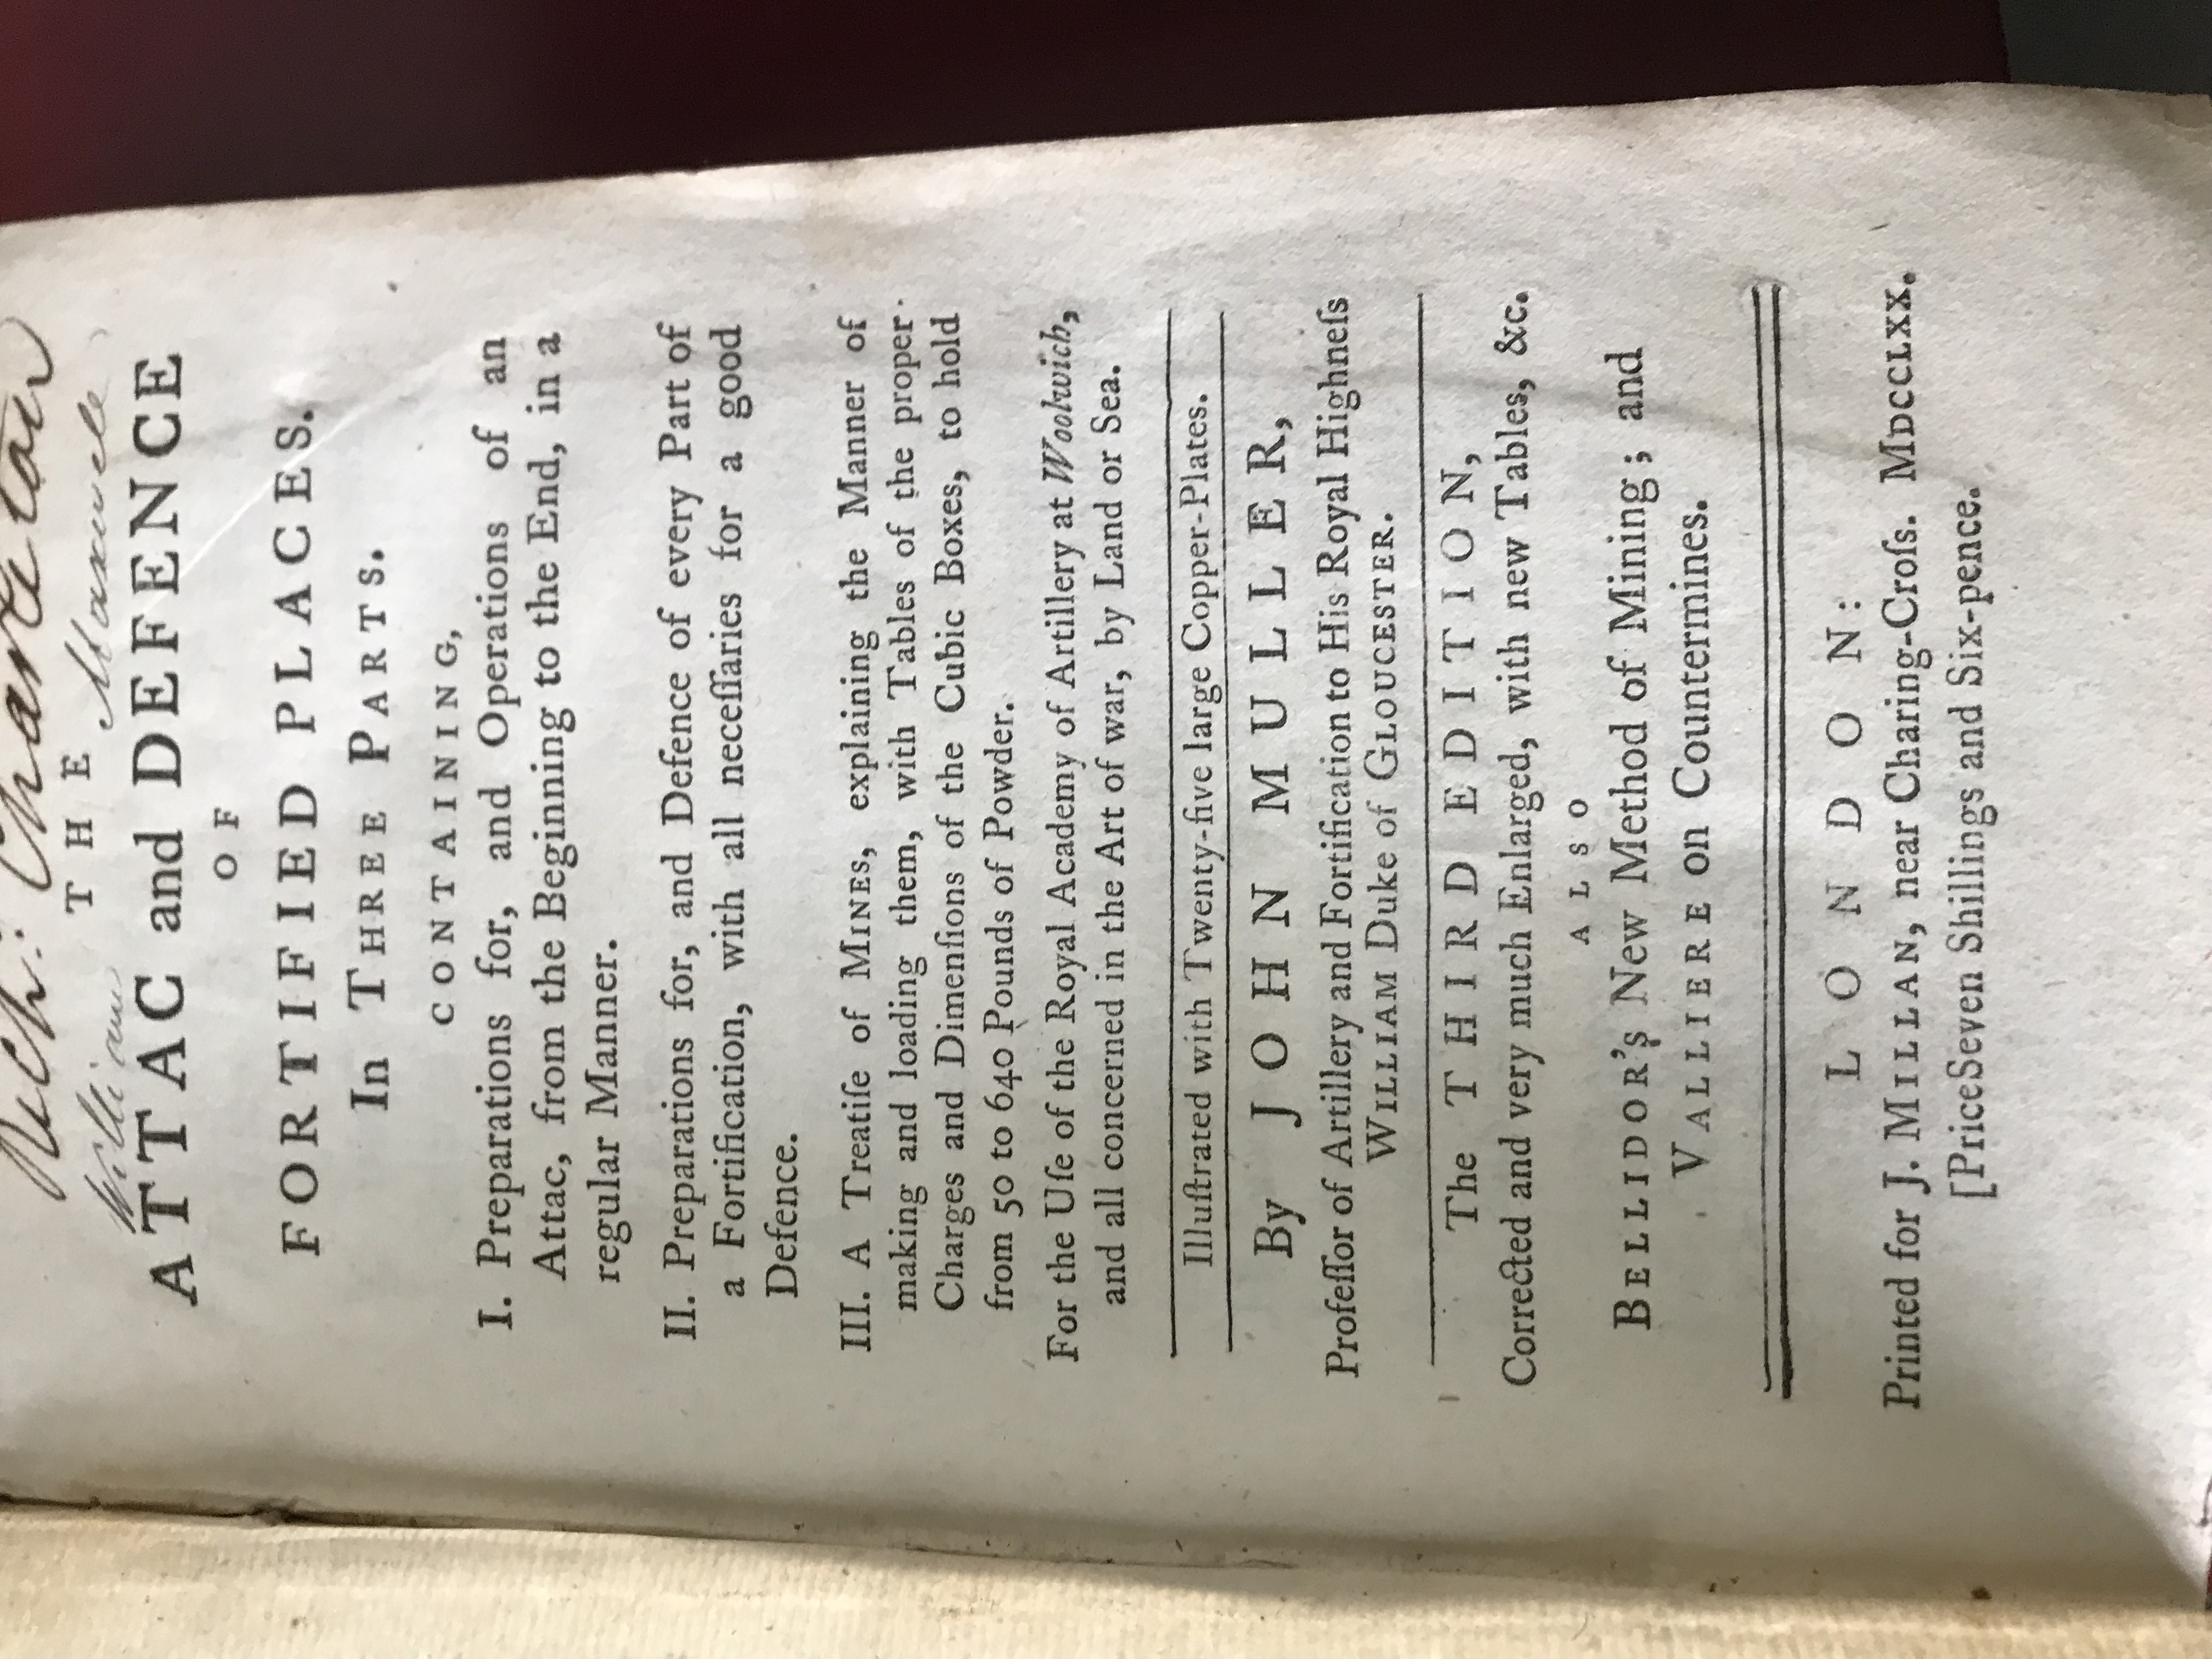 Rich:
THE
William Maxwell
ATTAC and DEFENCE
OF
FORTIFIED PLACES.
In THREE PARTS.
CONTAINING,
I. Preparations for, and Operations of an
Attac, from the Beginning to the End, in a
regular Manner.
II. Preparations for, and Defence of every Part of
a Fortification, with all neceſſaries for a good
Defence.
III. A Treatiſe of MINES, explaining the Manner of
making and loading them, with Tables of the proper
Charges and Dimenſions of the Cubic Boxes, to hold
from 50 to 640 Pounds of Powder.
For the Uſe of the Royal Academy of Artillery at Woolwich,
and all concerned in the Art of war, by Land or Sea.
Illuſtrated with Twenty-five large Copper-Plates.
By JOHN MULLER,
Profeſſor of Artillery and Fortification to His Royal Highneſs
WILLIAM Duke of GLOUCESTER.
The THIRD EDITION,
Corrected and very much Enlarged, with new Tables, &c.
ALSO
BELLIDOR's New Method of Mining; and
VALLIERE on Countermines.
LONDON:
Printed for J. MILLAN, near Charing-Croſs. MDCCLXX.
[Price Seven Shillings and Six-pence.